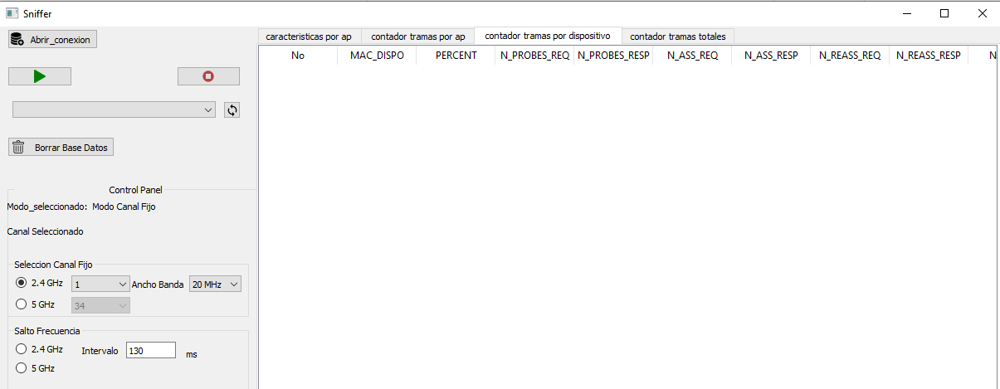 Sniffer
Abrir_conexion
caracteristicas por ap contador tramas por ap contador tramas por dispositivo contador tramas totales
No MAC_DISPO PERCENT N_PROBES_REQ N_PROBES_RESP N_ASS_REQ N_ASS_RESP N_REASS_REQ N_REASS_RESP N
Borrar Base Datos
Control Panel
Modo_seleccionado: Modo Canal Fijo
Canal Seleccionado
Seleccion Canal Fijo
2.4 GHz 1 Ancho Banda 20 MHz
5 GHz 34
Salto Frecuencia
2.4 GHz Intervalo 130 ms
5 GHz